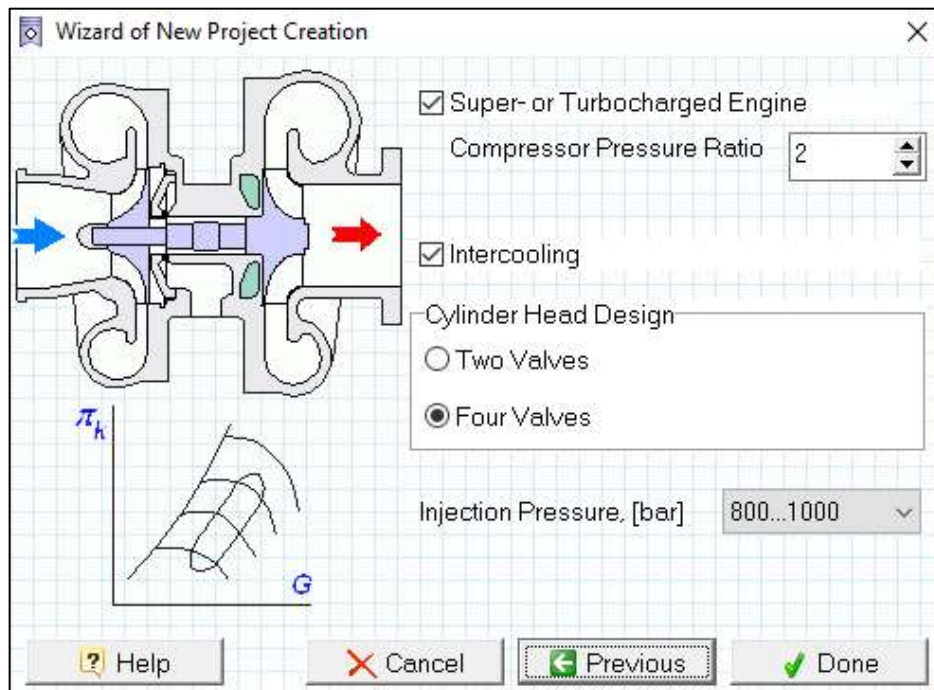 Wizard of New Project Creation
Super- or Turbocharged Engine
Compressor Pressure Ratio 2
Intercooling
Cylinder Head Design
Two Valves
Four Valves
πh
G
Injection Pressure, [bar] 800...1000
? Help Cancel Previous Done